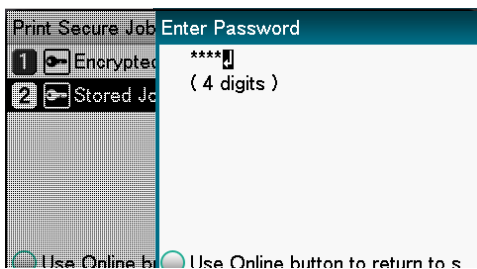 Print Secure Job
1 Encrypted
2 Stored Jo
Use Online bu
Enter Password
****
( 4 digits )
Use Online button to return to s